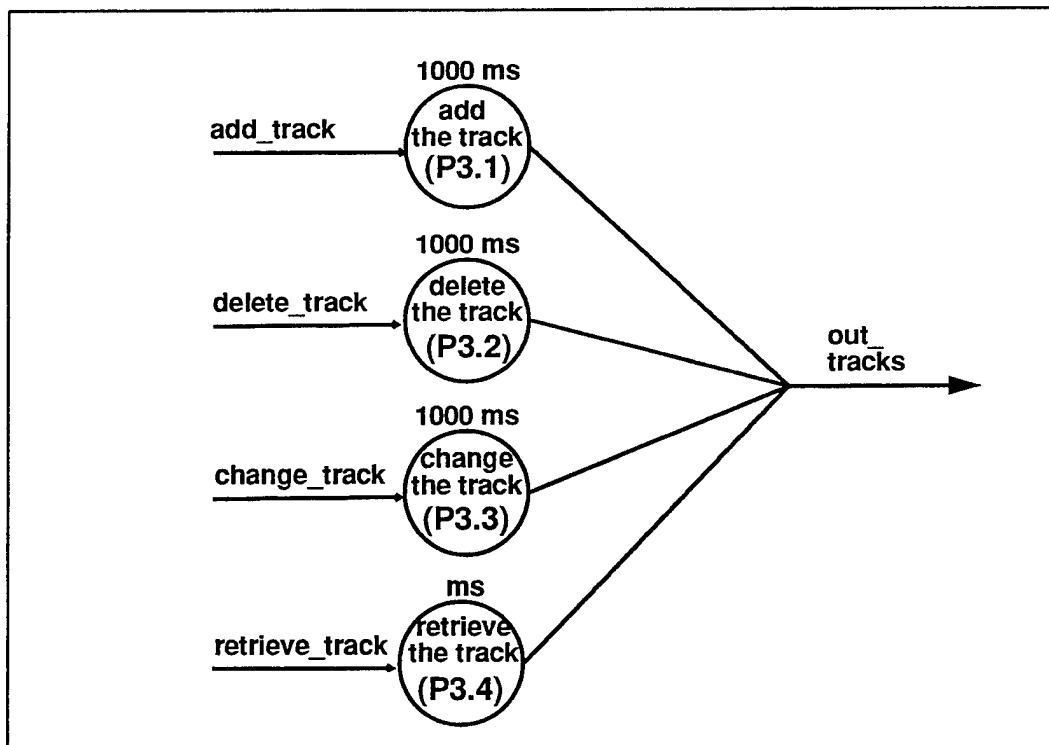 1000 ms
add_track
add
the track
(P3.1)
1000 ms
delete_track
delete
the track
(P3.2)
out_
tracks
1000 ms
change_track
change
the track
(P3.3)
ms
retrieve_track
retrieve
the track
(P3.4)